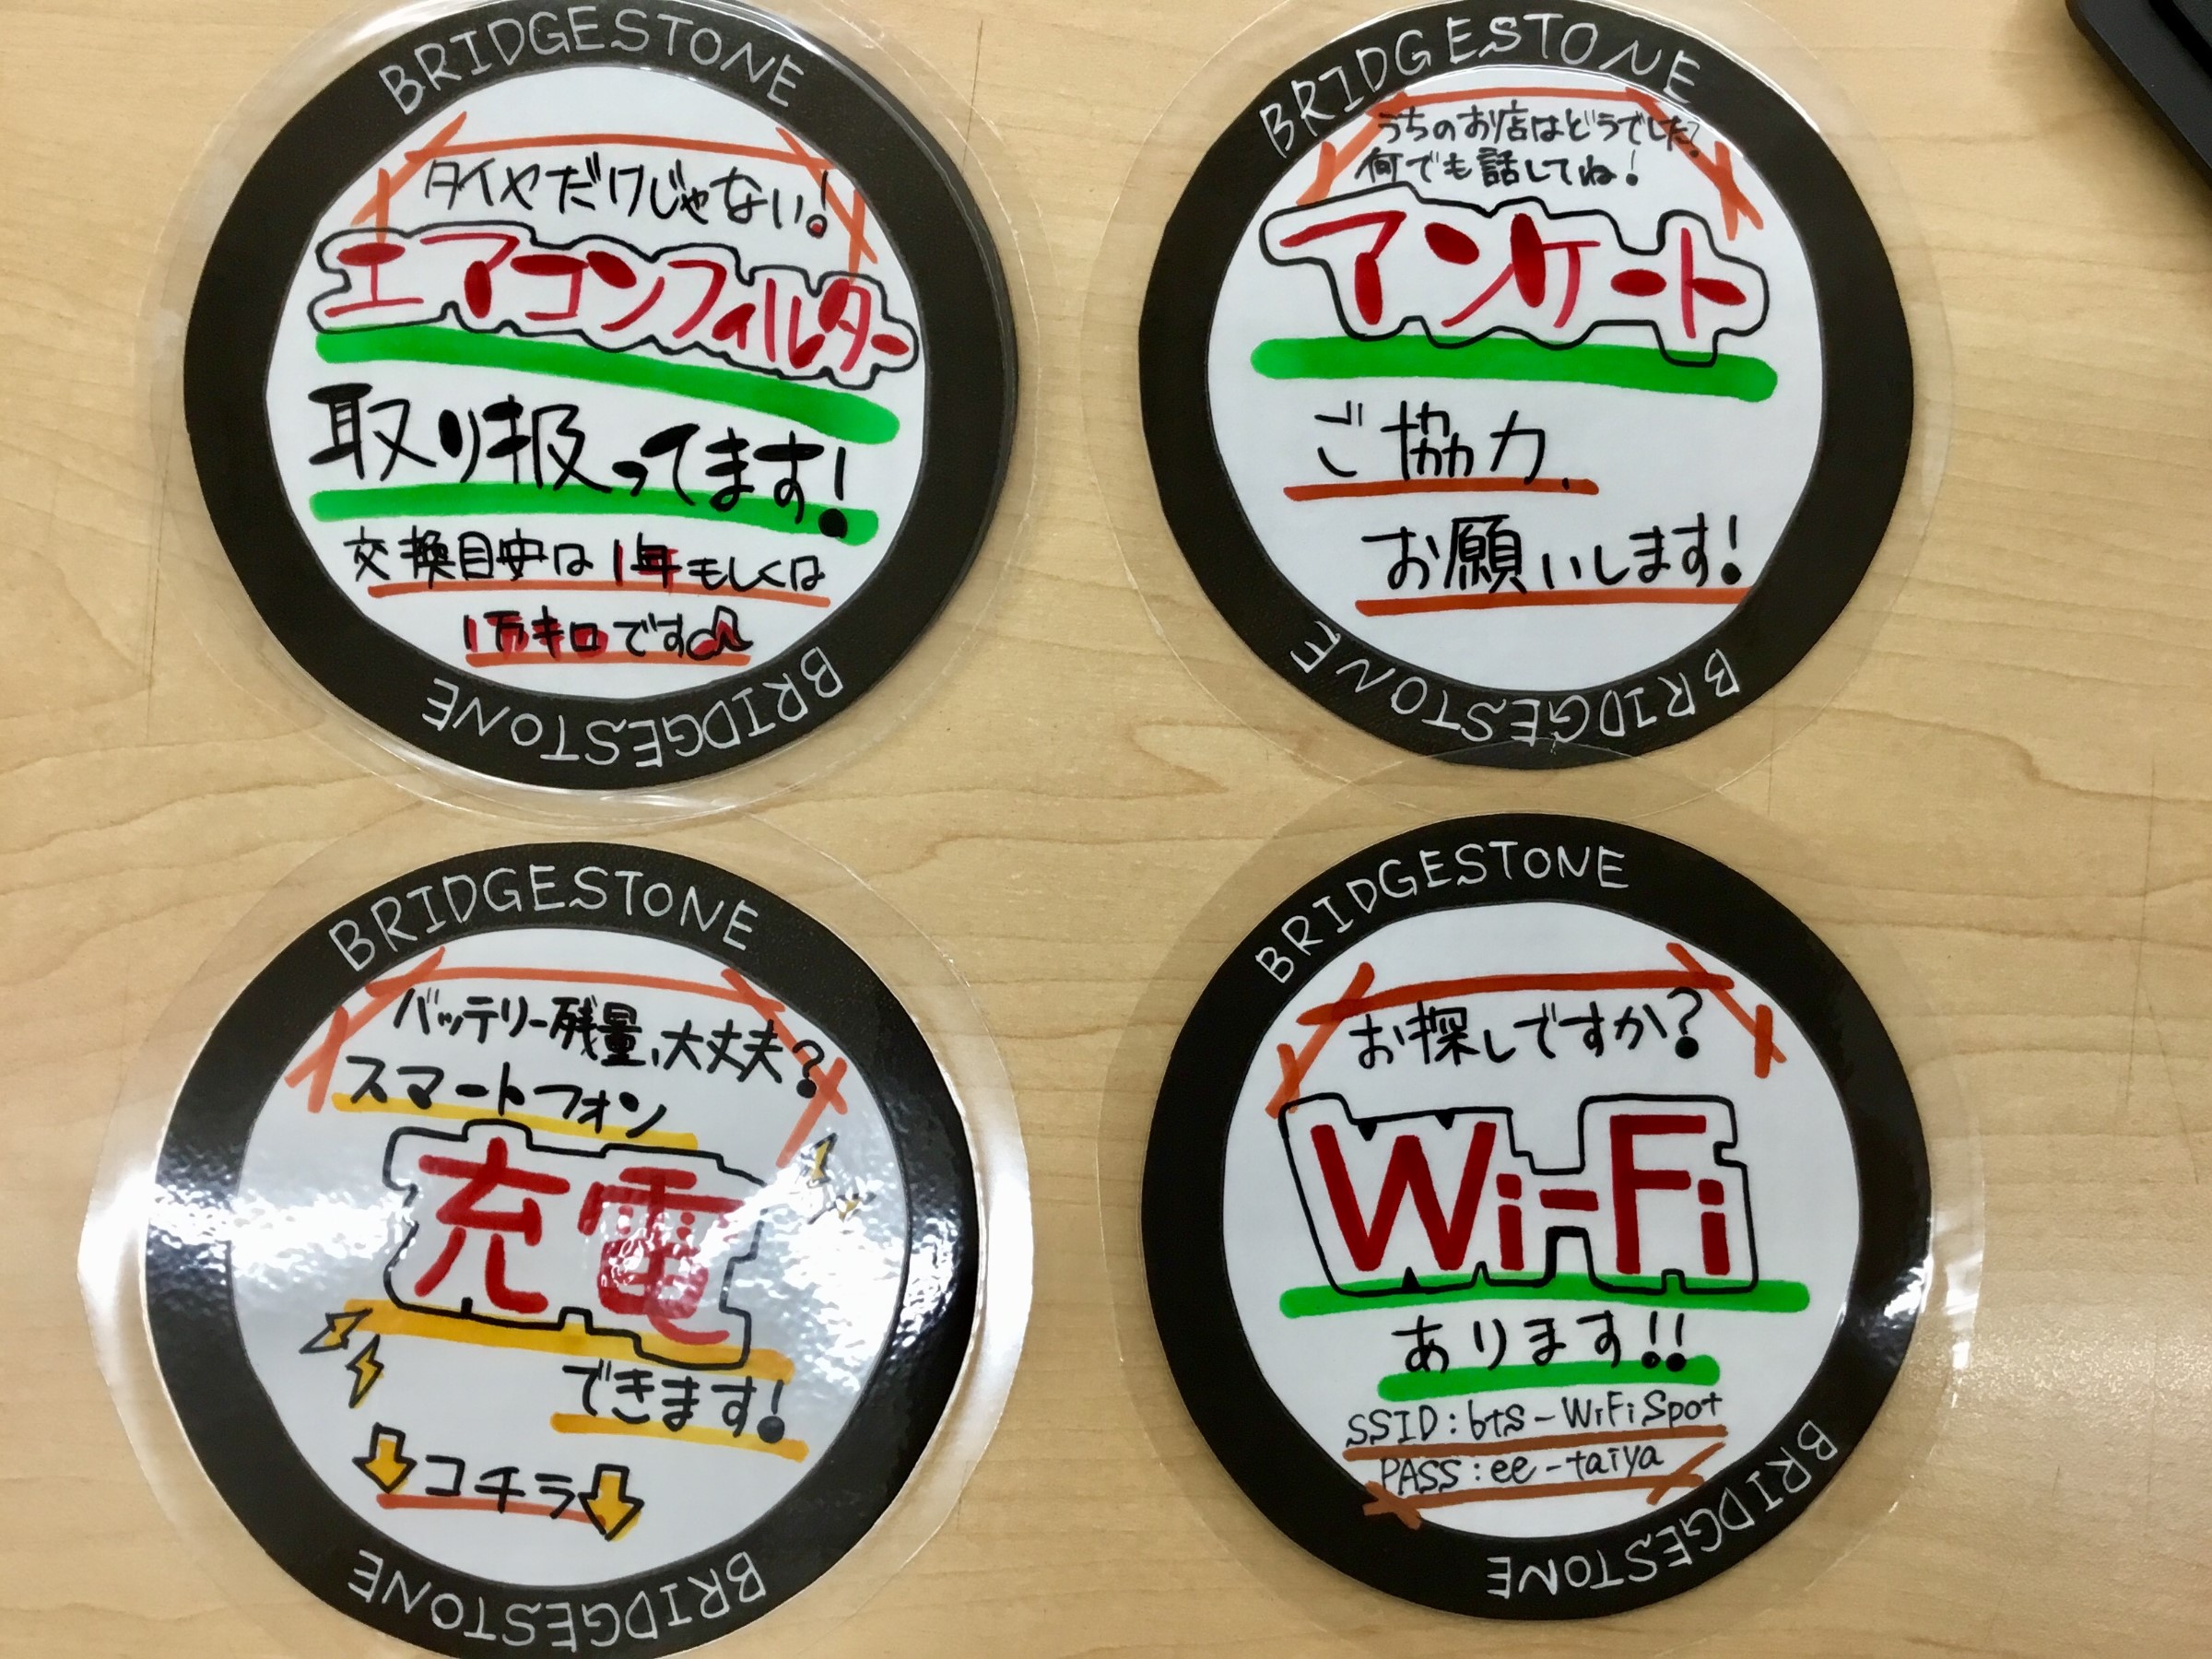 BRIDGESTONE
タイヤだけじゃない!
エアコンフィルター
取り扱ってます!
交換目安は1年もしくは
1万キロです♪
BRIDGESTONE
BRIDGESTONE
うちのお店はどうでした?
何でも話してね!
アンケート
ご協力
お願いします!
BRIDGESTONE
BRIDGESTONE
バッテリー残量、大丈夫?
スマートフォン
充電
できます!
コチラ
BRIDGESTONE
BRIDGESTONE
お探しですか?
Wi-Fi
あります!!
SSID:bts-WiFiSpot
PASS:ee-taiya
BRIDGESTONE